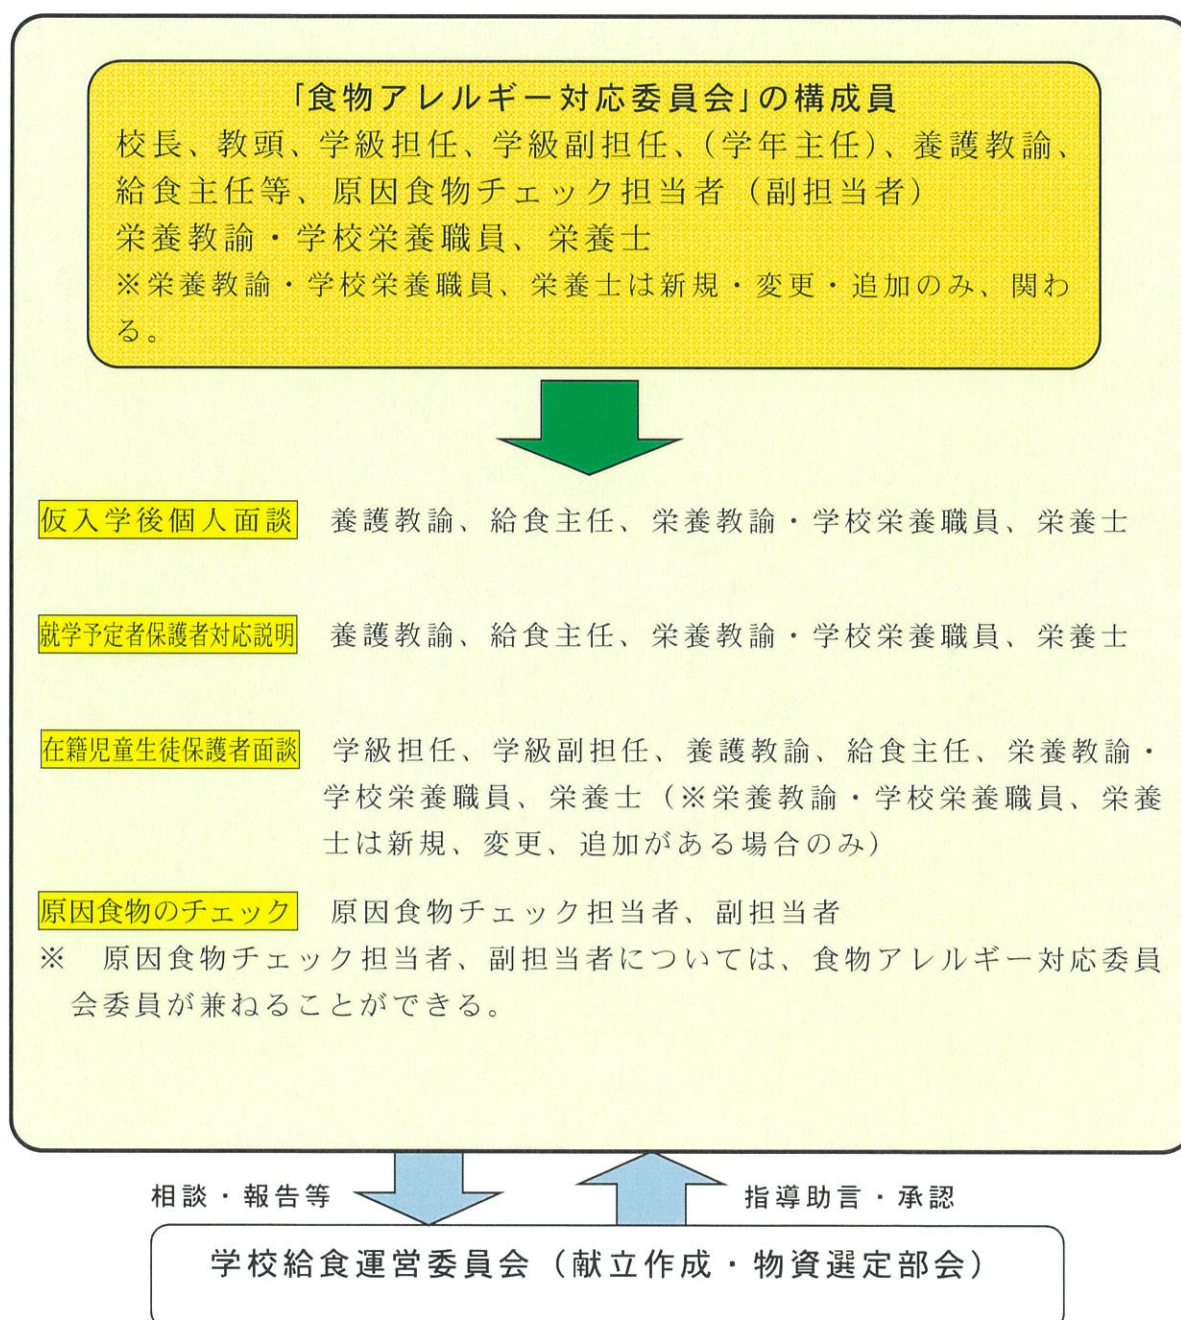 「食物アレルギー対応委員会」の構成員
校長、教頭、学級担任、学級副担任、(学年主任)、養護教諭、
給食主任等、原因食物チェック担当者（副担当者）
栄養教諭・学校栄養職員、栄養士
※栄養教諭・学校栄養職員、栄養士は新規・変更・追加のみ、関わ
る。
仮入学後個人面談　養護教諭、給食主任、栄養教諭・学校栄養職員、栄養士
就学予定者保護者対応説明　養護教諭、給食主任、栄養教諭・学校栄養職員、栄養士
在籍児童生徒保護者面談　学級担任、学級副担任、養護教諭、給食主任、栄養教諭・
学校栄養職員、栄養士（※栄養教諭・学校栄養職員、栄養
士は新規、変更、追加がある場合のみ）
原因食物のチェック　原因食物チェック担当者、副担当者
※　原因食物チェック担当者、副担当者については、食物アレルギー対応委員
会委員が兼ねることができる。
相談・報告等　指導助言・承認
学校給食運営委員会（献立作成・物資選定部会）